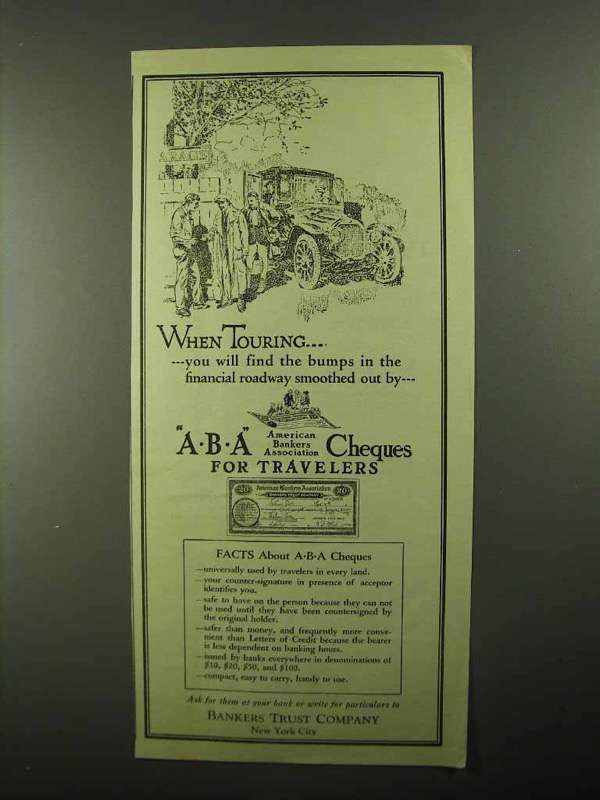 ARAGE
WHEN TOURING....
---you will find the bumps in the
financial roadway smoothed out by---
"A·B·A" American Bankers Association Cheques
FOR TRAVELERS
American Bankers Association
FACTS About A·B·A Cheques
—universally used by travelers in every land.
—your counter-signature in presence of acceptor
identifies you.
—safe to have on the person because they can not
be used until they have been countersigned by
the original holder.
—safer than money, and frequently more conve-
nient than Letters of Credit because the bearer
is less dependent on banking hours.
—issued by banks everywhere in denominations of
$10, $20, $50, and $100.
—compact, easy to carry, handy to use.
Ask for them at your bank or write for particulars to
BANKERS TRUST COMPANY
New York City